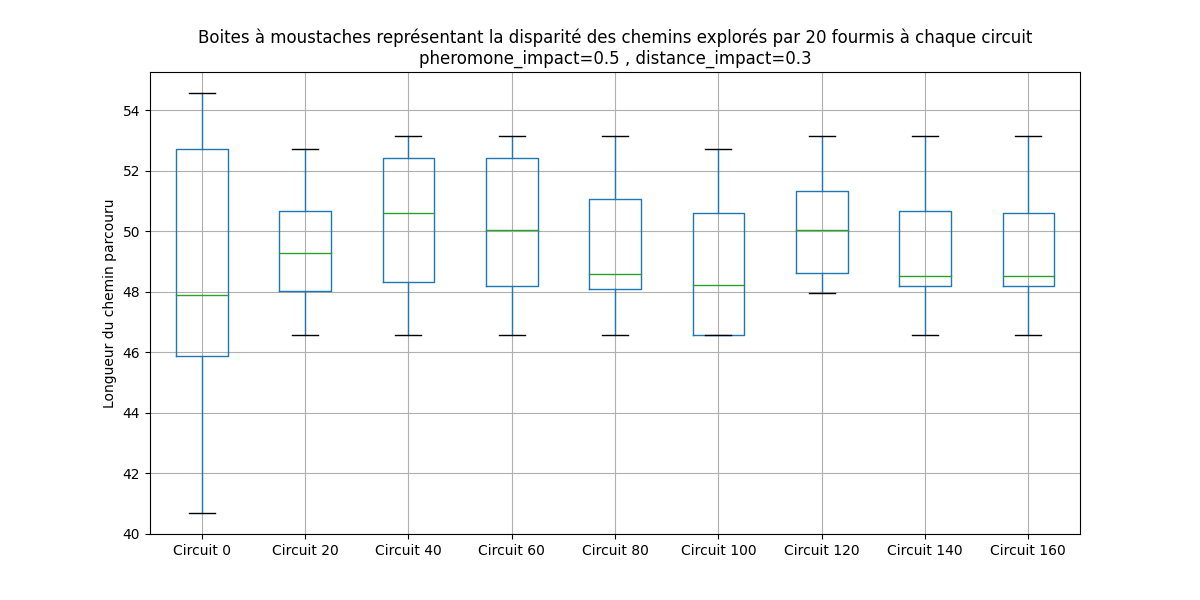 Boites à moustaches représentant la disparité des chemins explorés par 20 fourmis à chaque circuit
pheromone_impact=0.5 , distance_impact=0.3
Longueur du chemin parcouru
54
52
50
48
46
44
42
40
Circuit 0
Circuit 20
Circuit 40
Circuit 60
Circuit 80
Circuit 100
Circuit 120
Circuit 140
Circuit 160